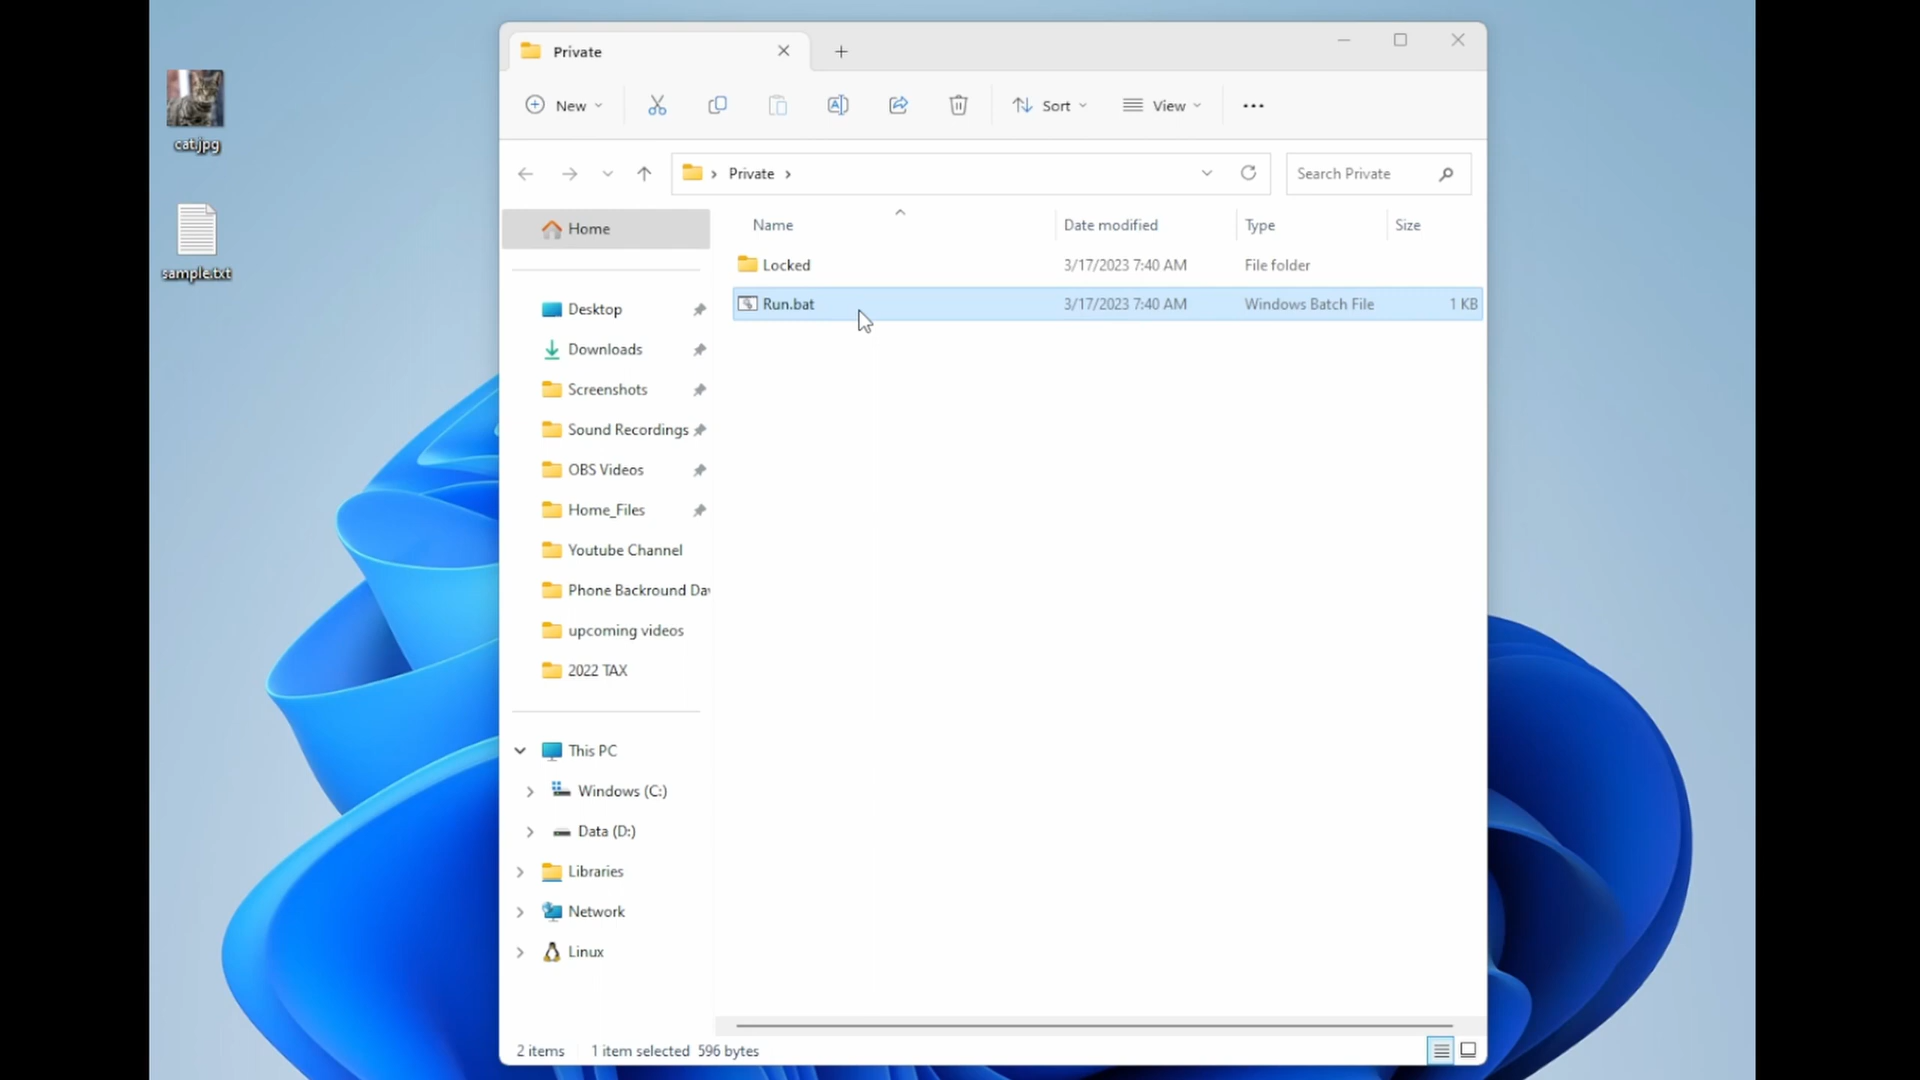 Private
New
Sort
View
Private
Search Private
cat.jpg
sample.txt
Home
Desktop
Downloads
Screenshots
Sound Recordings
OBS Videos
Home_Files
Youtube Channel
Phone Backround Da
upcoming videos
2022 TAX
This PC
Windows (C:)
Data (D:)
Libraries
Network
Linux
Name Date modified Type Size
Locked 3/17/2023 7:40 AM File folder
Run.bat 3/17/2023 7:40 AM Windows Batch File 1 KB
2 items 1 item selected 596 bytes